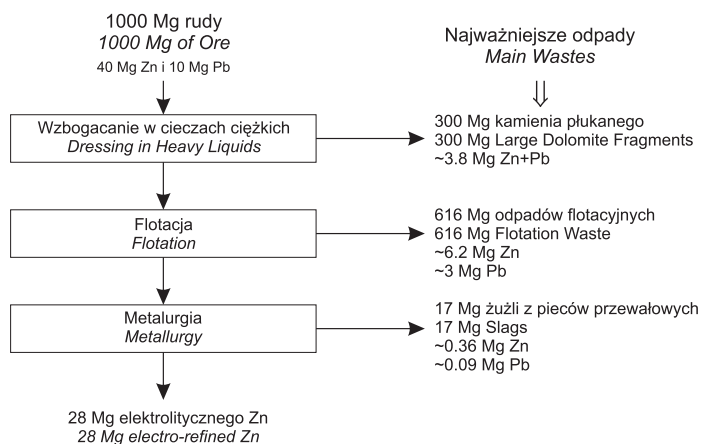 1000 Mg rudy
1000 Mg of Ore
40 Mg Zn i 10 Mg Pb
Najważniejsze odpady
Main Wastes
Wzbogacanie w cieczach ciężkich
Dressing in Heavy Liquids
300 Mg kamienia płukanego
300 Mg Large Dolomite Fragments
~3.8 Mg Zn+Pb
Flotacja
Flotation
616 Mg odpadów flotacyjnych
616 Mg Flotation Waste
~6.2 Mg Zn
~3 Mg Pb
Metalurgia
Metallurgy
17 Mg żużli z pieców przewałowych
17 Mg Slags
~0.36 Mg Zn
~0.09 Mg Pb
28 Mg elektrolitycznego Zn
28 Mg electro-refined Zn